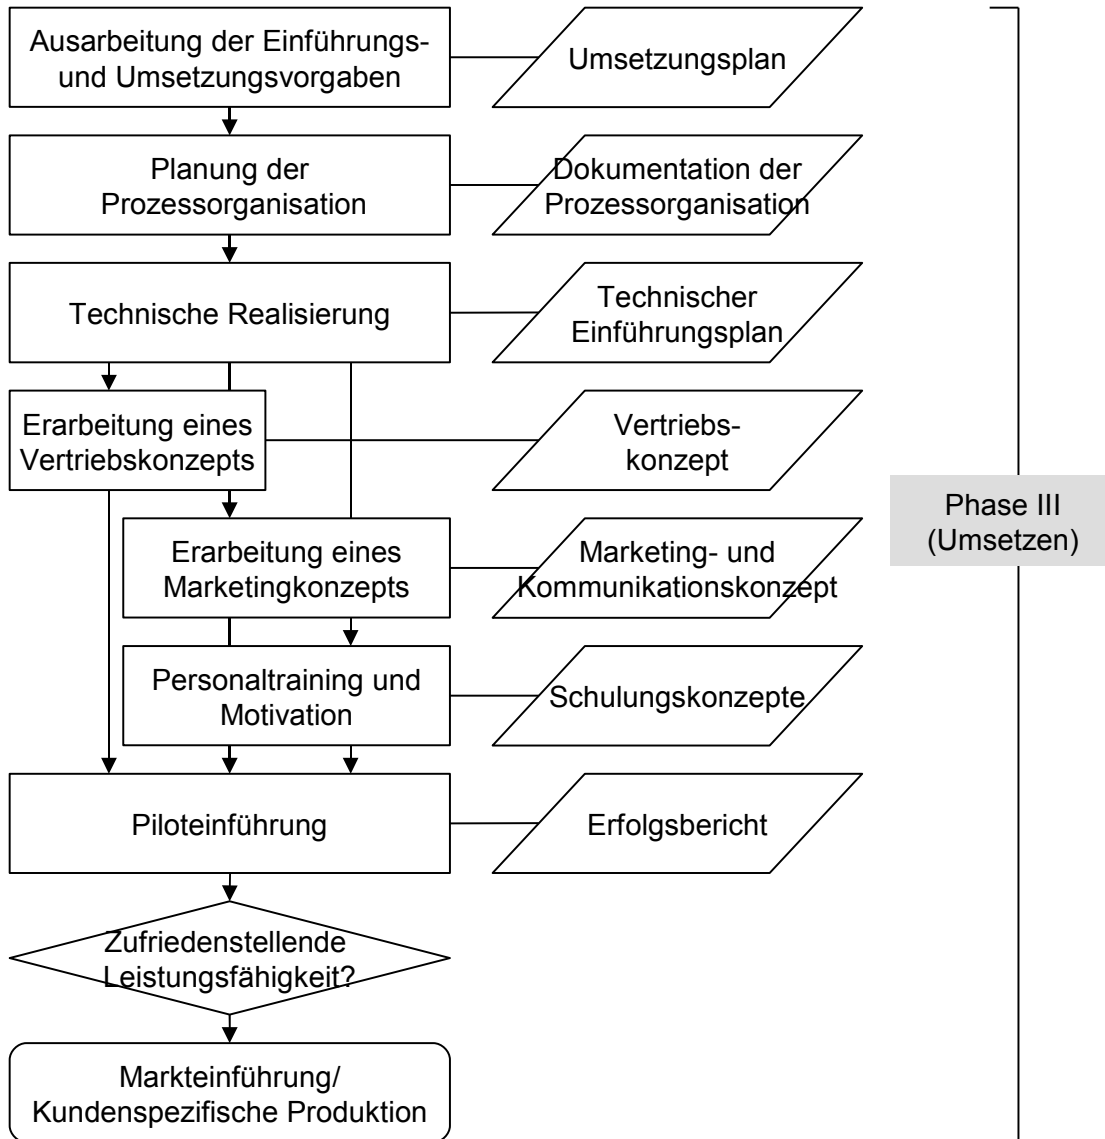 Ausarbeitung der Einführungs-
und Umsetzungsvorgaben
Umsetzungsplan
Planung der
Prozessorganisation
Dokumentation der
Prozessorganisation
Technische Realisierung
Technischer
Einführungsplan
Erarbeitung eines
Vertriebskonzepts
Vertriebs-
konzept
Phase III
(Umsetzen)
Erarbeitung eines
Marketingkonzepts
Marketing- und
Kommunikationskonzept
Personaltraining und
Motivation
Schulungskonzepte
Piloteinführung
Erfolgsbericht
Zufriedenstellende
Leistungsfähigkeit?
Markteinführung/
Kundenspezifische Produktion